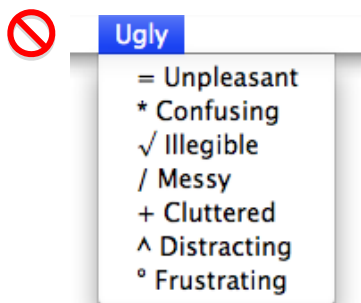 Ugly
= Unpleasant
* Confusing
√ Illegible
/ Messy
+ Cluttered
^ Distracting
° Frustrating